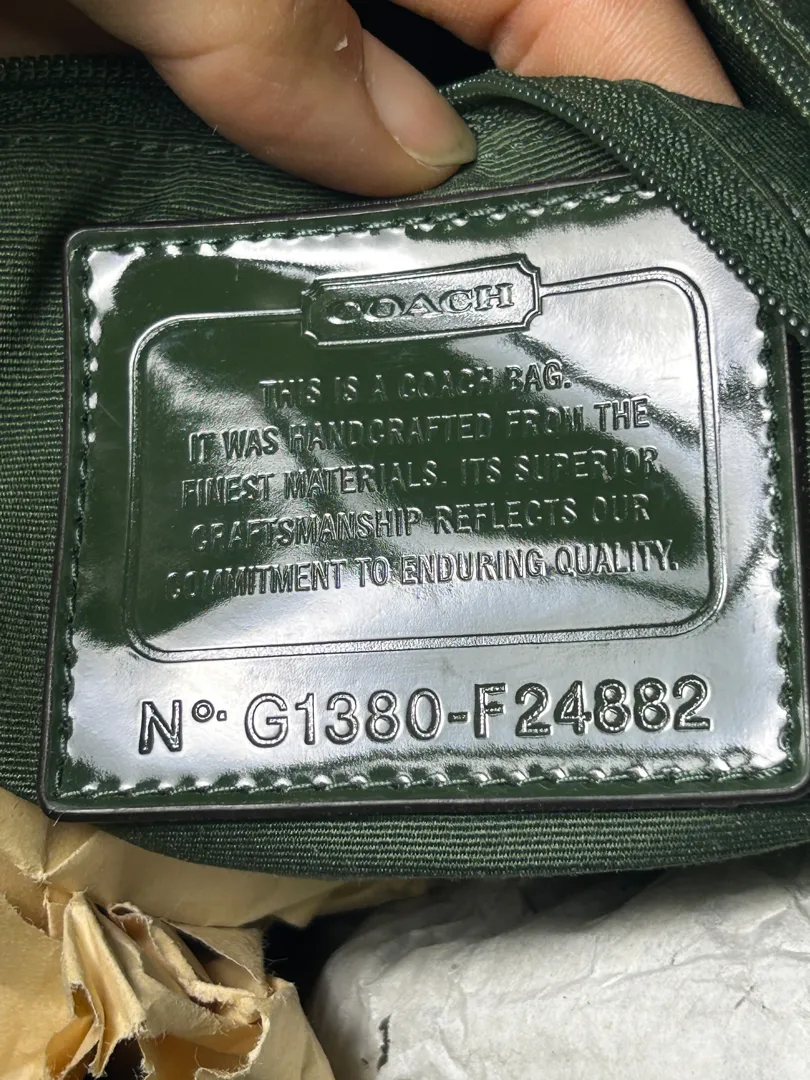 COACH
THIS IS A COACH BAG.
IT WAS HANDCRAFTED FROM THE
FINEST MATERIALS. ITS SUPERIOR
CRAFTSMANSHIP REFLECTS OUR
COMMITMENT TO ENDURING QUALITY.
Nº. G1380-F24882